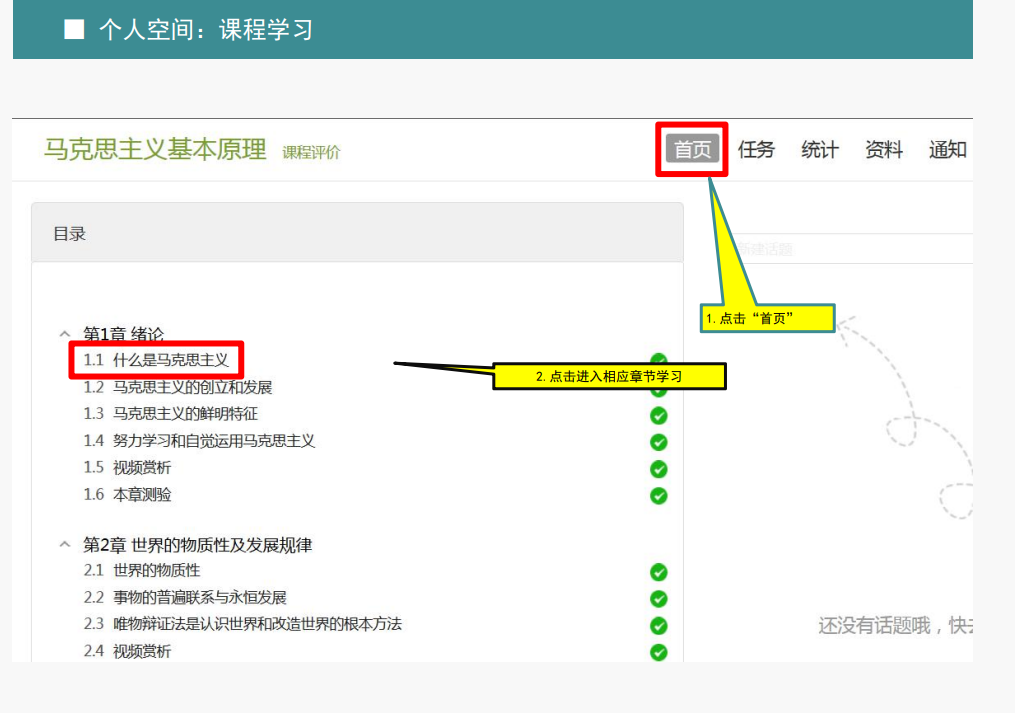 ■ 个人空间：课程学习
马克思主义基本原理 课程评价
首页 任务 统计 资料 通知
目录
新建话题
1. 点击“首页”
第1章 绪论
1.1 什么是马克思主义
2. 点击进入相应章节学习
1.2 马克思主义的创立和发展
1.3 马克思主义的鲜明特征
1.4 努力学习和自觉运用马克思主义
1.5 视频赏析
1.6 本章测验
第2章 世界的物质性及发展规律
2.1 世界的物质性
2.2 事物的普遍联系与永恒发展
2.3 唯物辩证法是认识世界和改造世界的根本方法
还没有话题哦，快
2.4 视频赏析